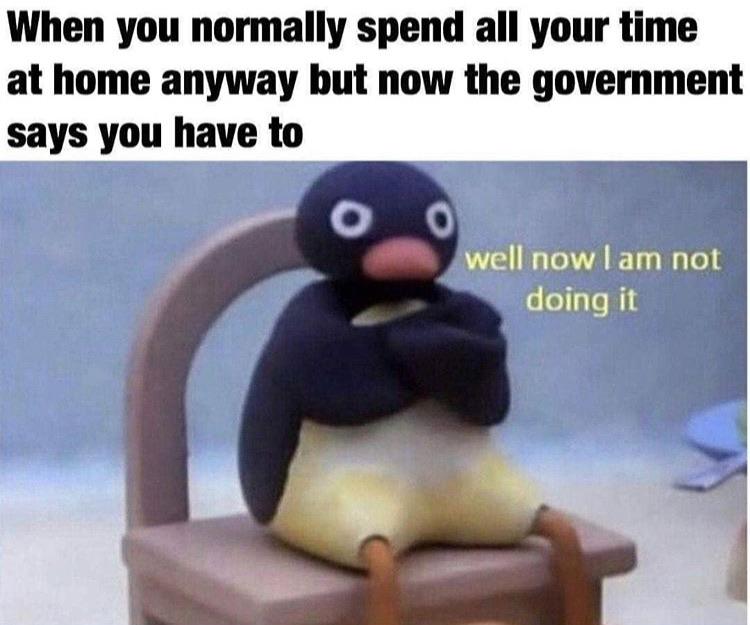 When you normally spend all your time
at home anyway but now the government
says you have to
well now I am not
doing it